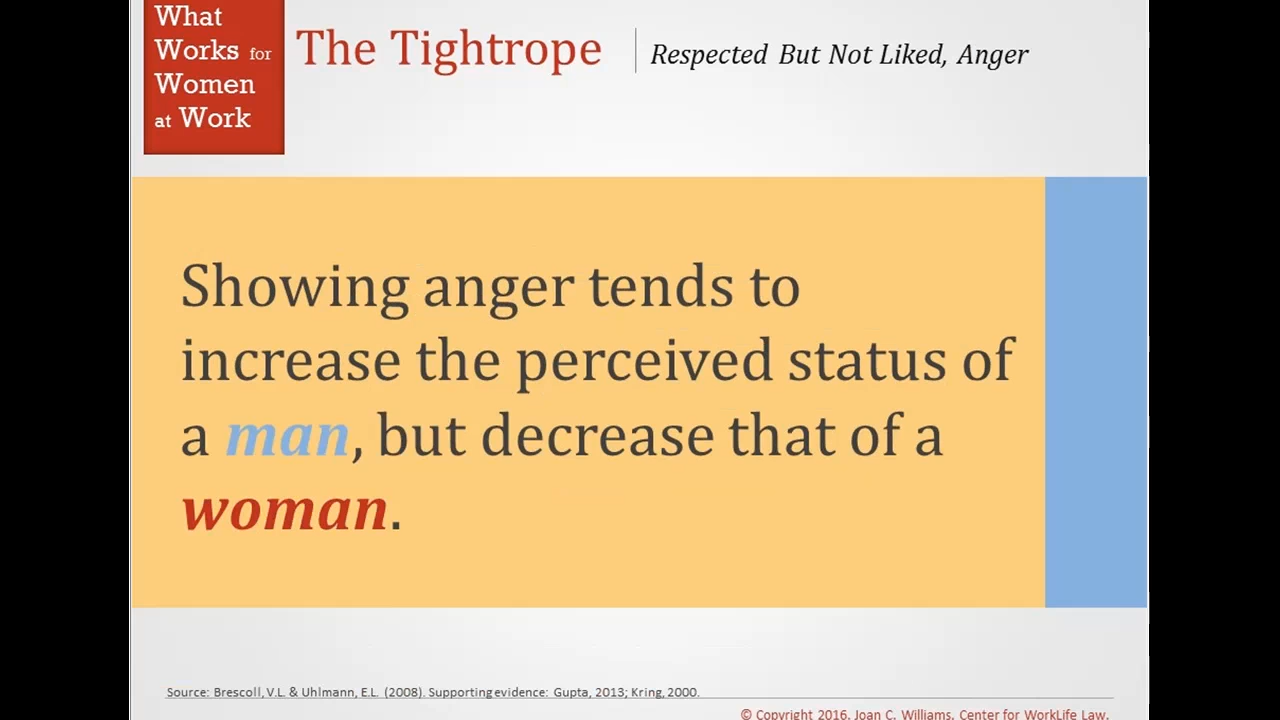 What
Works for
Women
at Work
The Tightrope
Respected But Not Liked, Anger
Showing anger tends to
increase the perceived status of
a man, but decrease that of a
woman.
Source: Brescoll, V.L. & Uhlmann, E.L. (2008). Supporting evidence: Gupta, 2013; Kring, 2000.
© Copyright 2016. Joan C. Williams. Center for WorkLife Law.